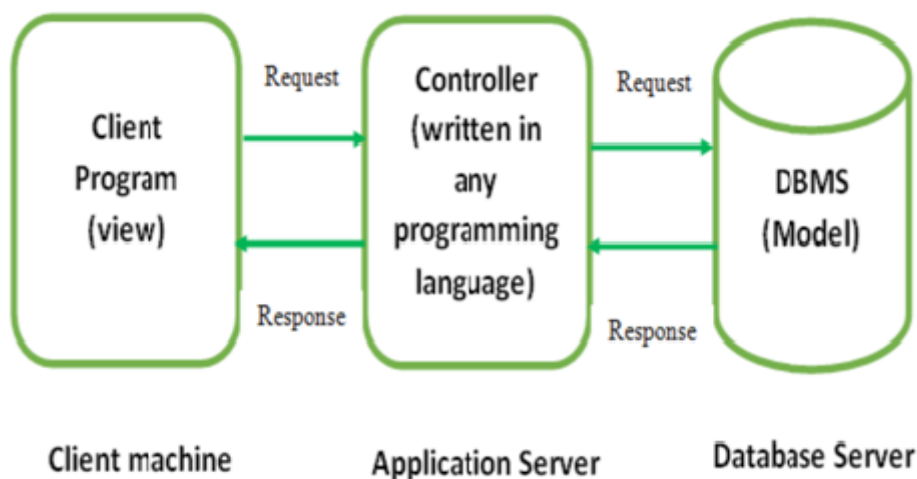 Client
Program
(view)
Request
Response
Controller
(written in
any
programming
language)
Request
Response
DBMS
(Model)
Client machine
Application Server
Database Server